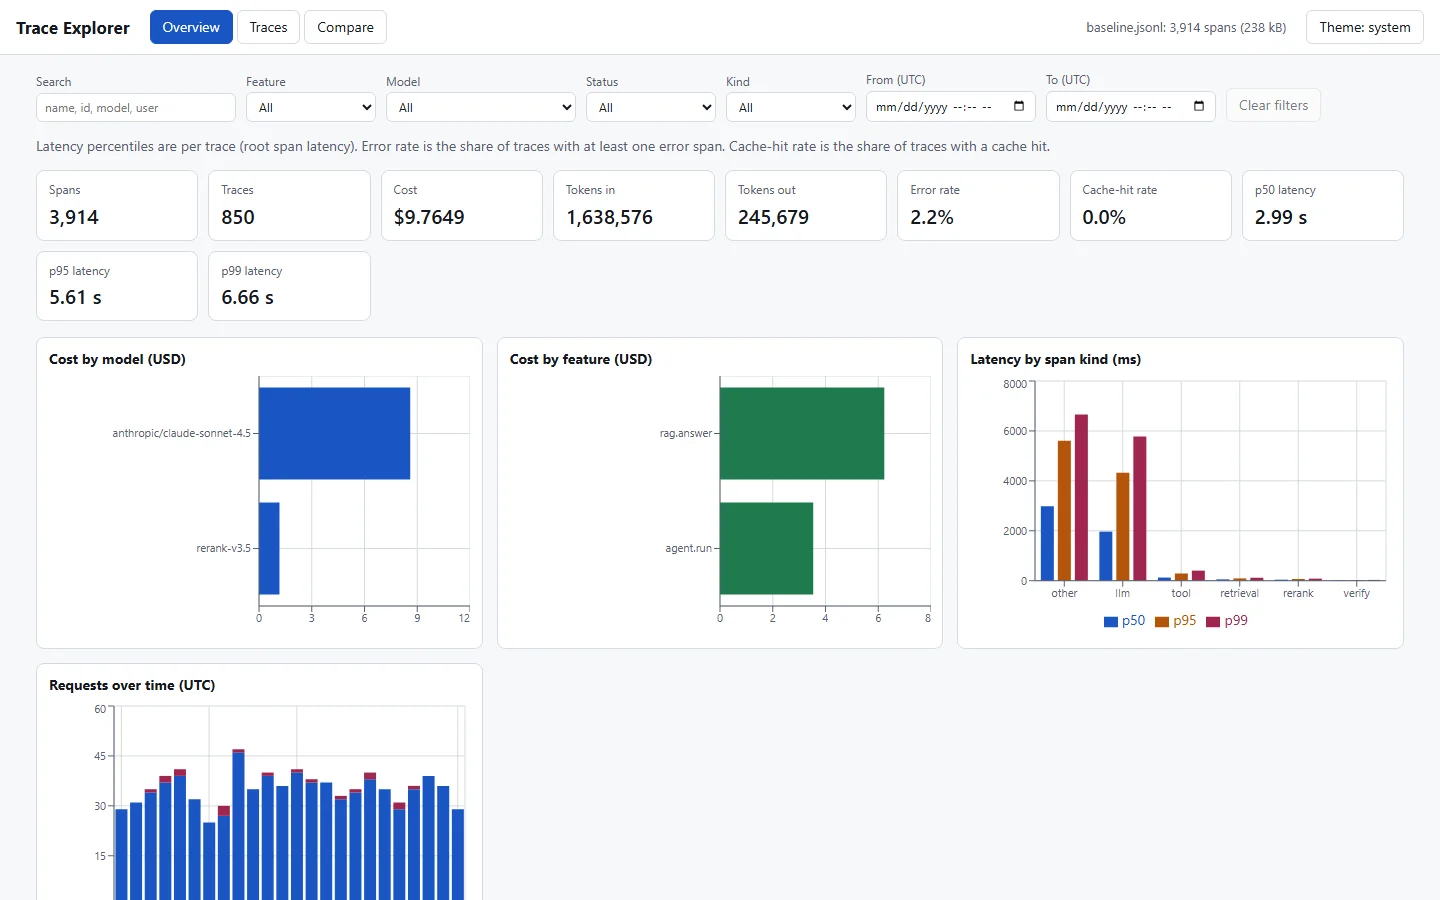 Trace Explorer Overview Traces Compare baseline.jsonl: 3,914 spans (238 kB) Theme: system
Search Feature Model Status Kind From (UTC) To (UTC)
name, id, model, user All All All All mm/dd/yyyy --:-- -- mm/dd/yyyy --:-- -- Clear filters
Latency percentiles are per trace (root span latency). Error rate is the share of traces with at least one error span. Cache-hit rate is the share of traces with a cache hit.
Spans Traces Cost Tokens in Tokens out Error rate Cache-hit rate p50 latency
3,914 850 $9.7649 1,638,576 245,679 2.2% 0.0% 2.99 s
p95 latency p99 latency
5.61 s 6.66 s
Cost by model (USD)
anthropic/claude-sonnet-4.5
rerank-v3.5
0 3 6 9 12
Cost by feature (USD)
rag.answer
agent.run
0 2 4 6 8
Latency by span kind (ms)
8000
6000
4000
2000
0
other llm tool retrieval rerank verify
p50 p95 p99
Requests over time (UTC)
60
45
30
15